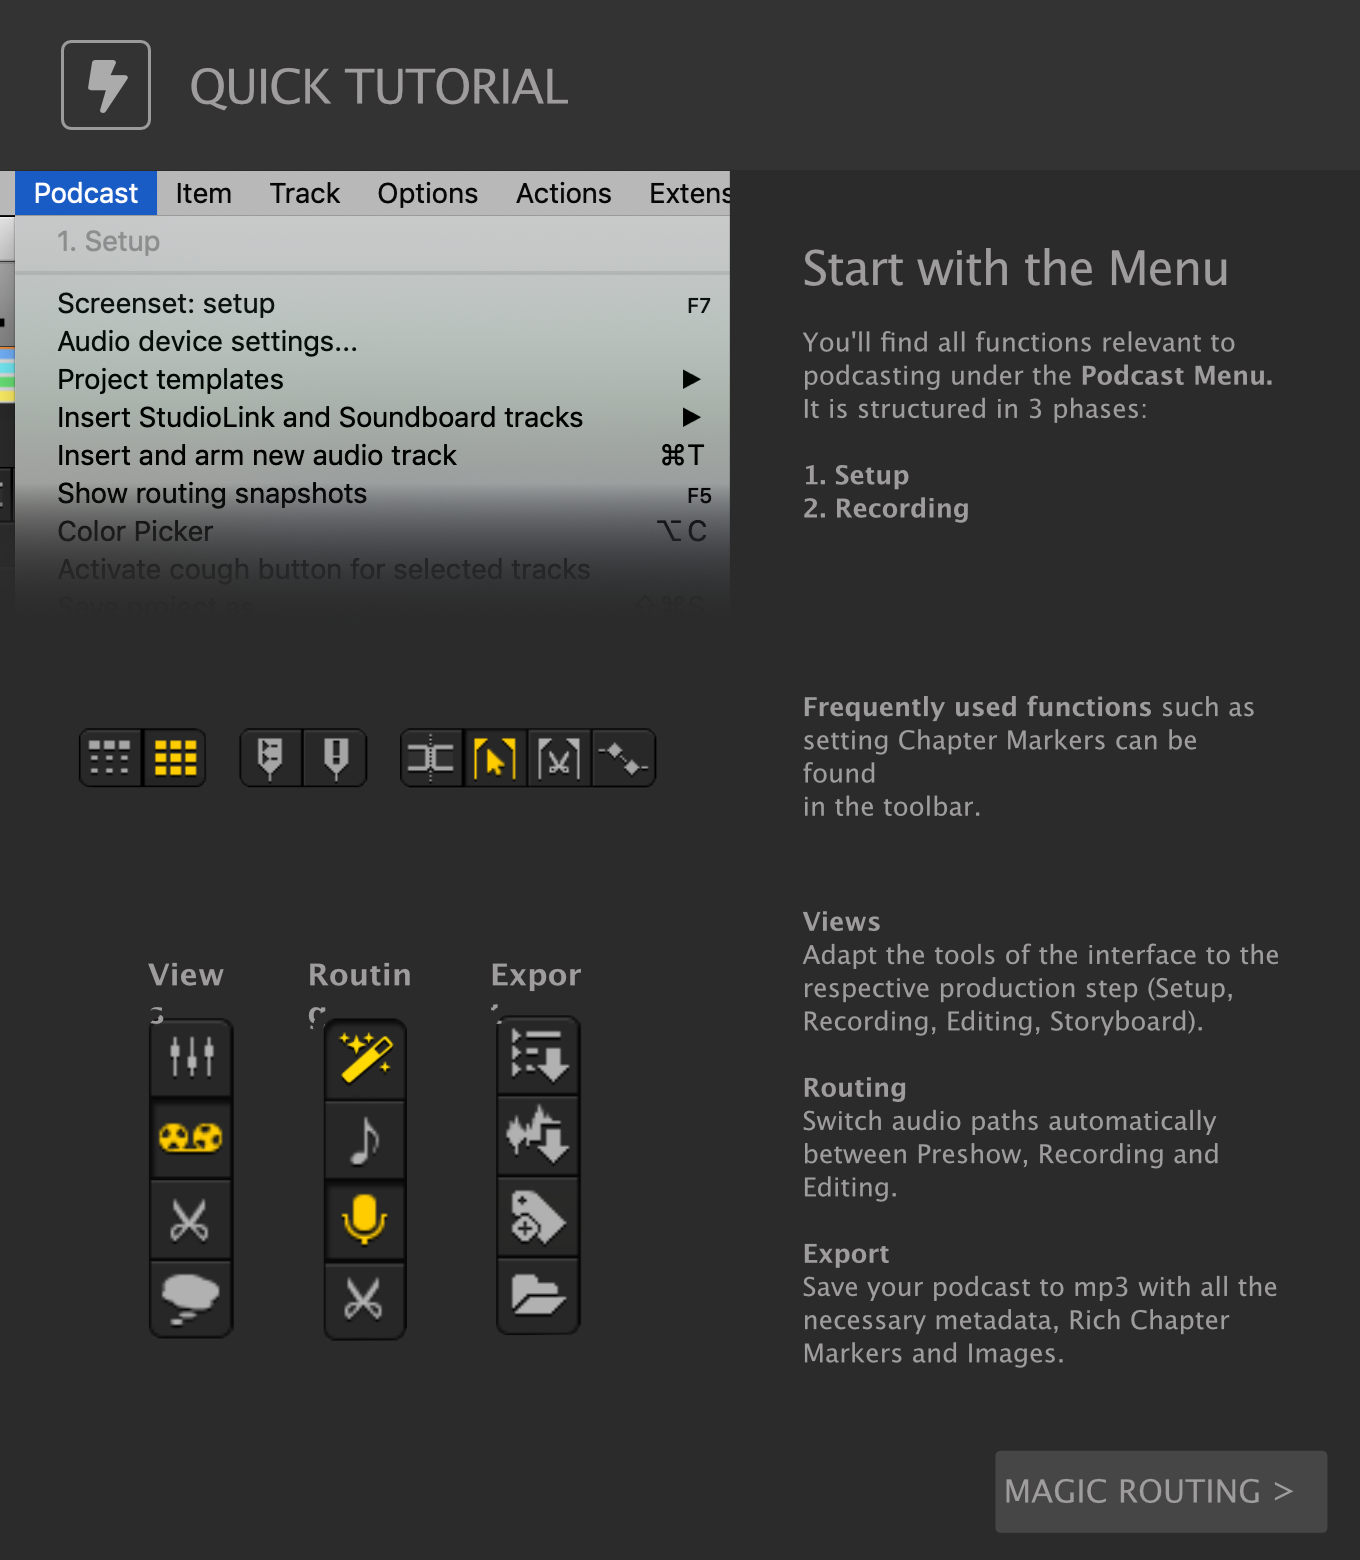 QUICK TUTORIAL
Podcast Item Track Options Actions Extens
1. Setup
Screenset: setup F7
Audio device settings...
Project templates ▶
Insert StudioLink and Soundboard tracks ▶
Insert and arm new audio track ⌘T
Show routing snapshots F5
Color Picker ⌥C
Activate cough button for selected tracks
Save project as... ⇧⌘S
Start with the Menu
You'll find all functions relevant to
podcasting under the Podcast Menu.
It is structured in 3 phases:
1. Setup
2. Recording
Frequently used functions such as
setting Chapter Markers can be
found
in the toolbar.
View
s
Routin
g
Expor
t
Views
Adapt the tools of the interface to the
respective production step (Setup,
Recording, Editing, Storyboard).
Routing
Switch audio paths automatically
between Preshow, Recording and
Editing.
Export
Save your podcast to mp3 with all the
necessary metadata, Rich Chapter
Markers and Images.
MAGIC ROUTING >